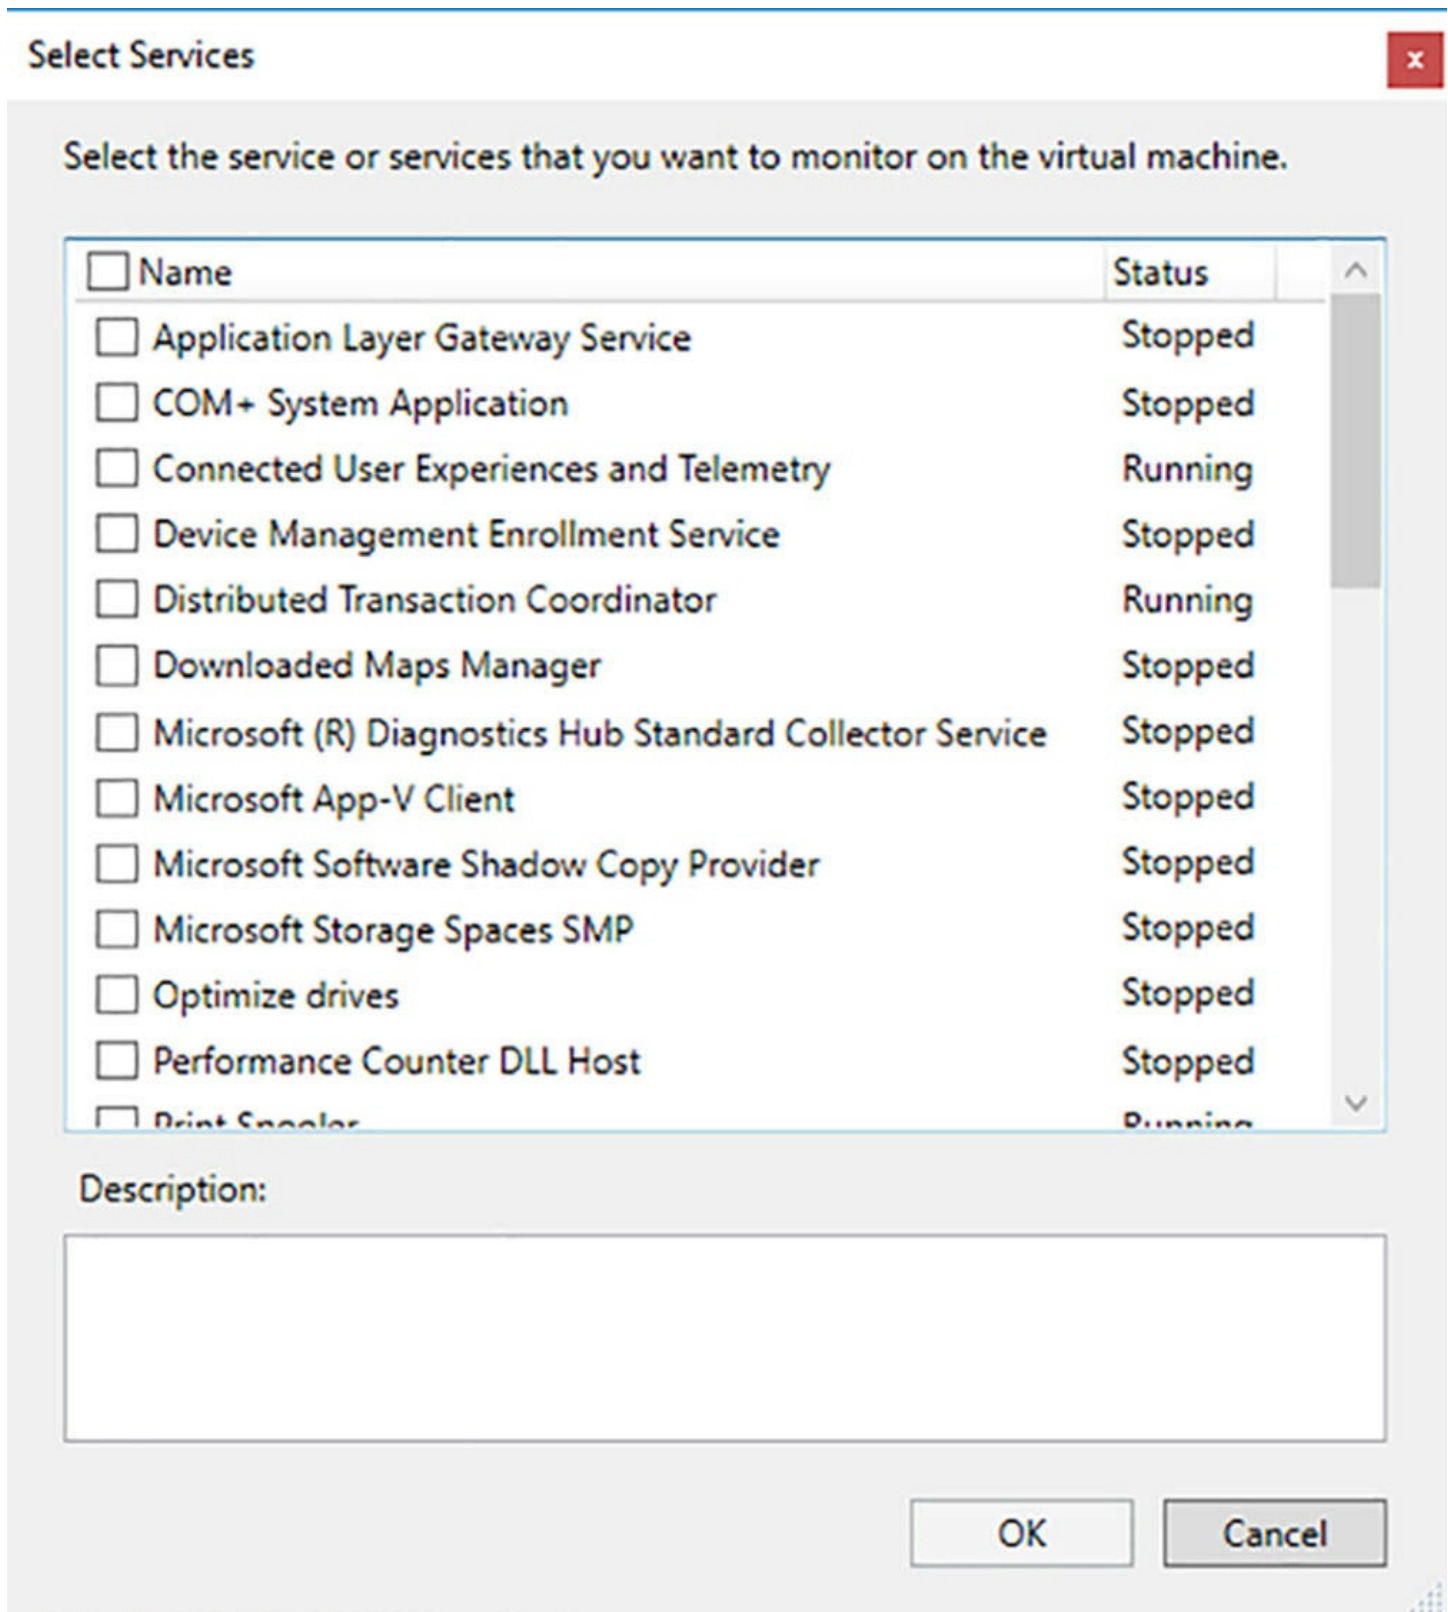 Select Services
x
Select the service or services that you want to monitor on the virtual machine.
Name Status
Application Layer Gateway Service Stopped
COM+ System Application Stopped
Connected User Experiences and Telemetry Running
Device Management Enrollment Service Stopped
Distributed Transaction Coordinator Running
Downloaded Maps Manager Stopped
Microsoft (R) Diagnostics Hub Standard Collector Service Stopped
Microsoft App-V Client Stopped
Microsoft Software Shadow Copy Provider Stopped
Microsoft Storage Spaces SMP Stopped
Optimize drives Stopped
Performance Counter DLL Host Stopped
Print Spooler Running
Description:
OK Cancel